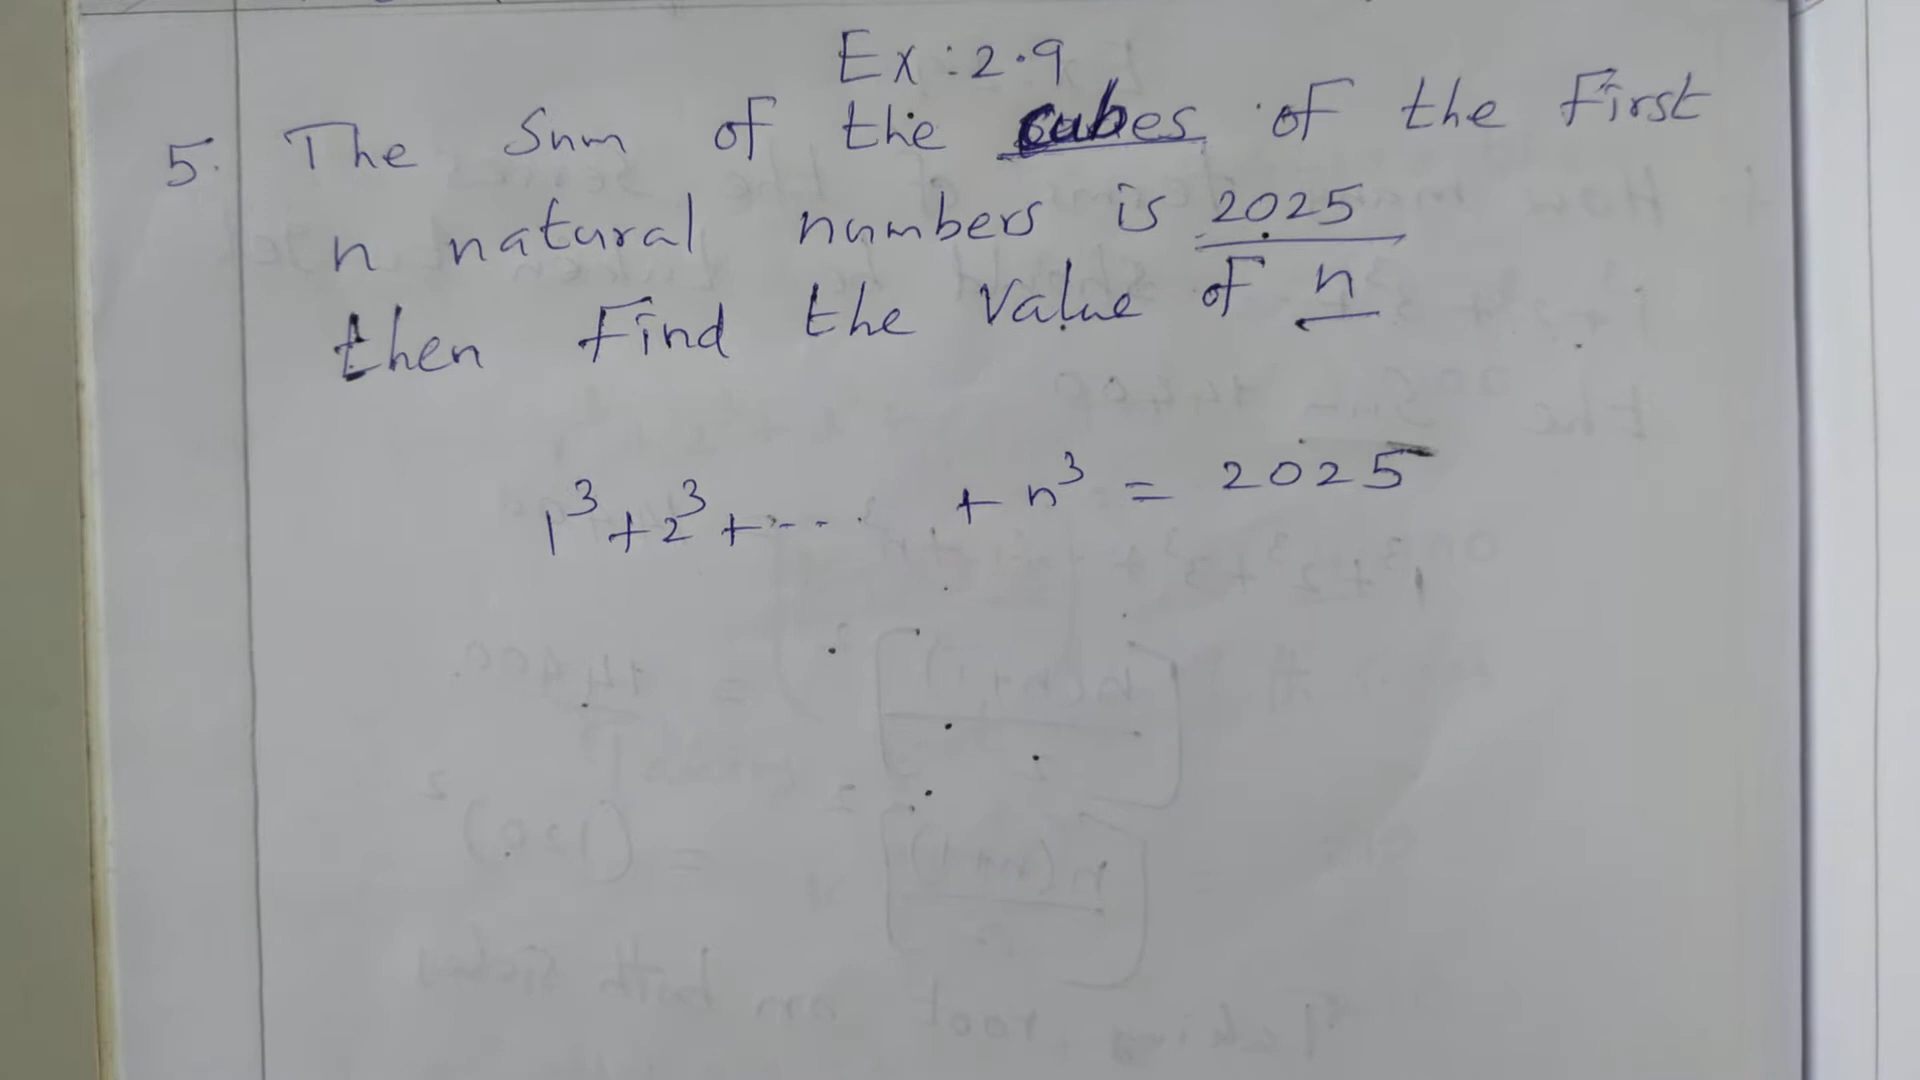 Ex : 2.9
5. The Sum of the cubes of the First
n natural numbers is 2025
then Find the Value of n
1³ + 2³ + ... + n³ = 2025